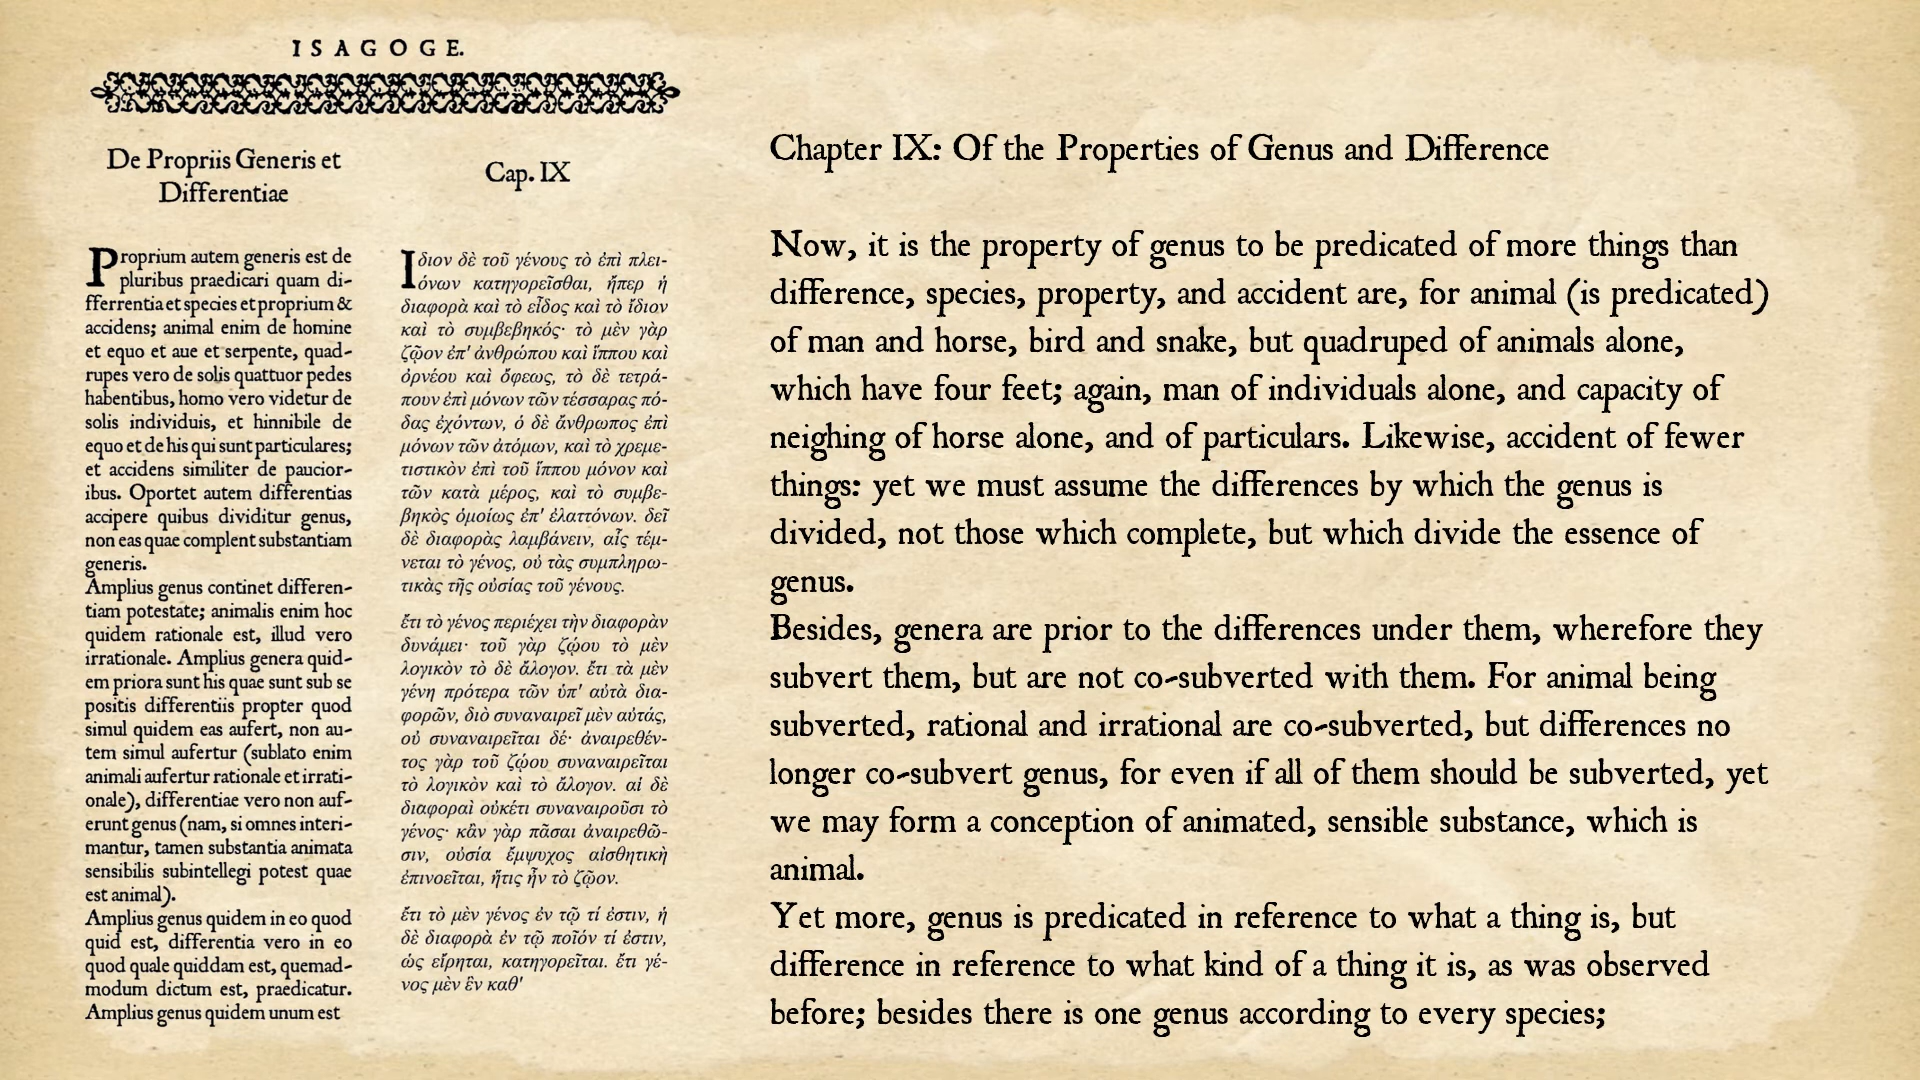 ISAGOGE.
De Propriis Generis et
Differentiae
Proprium autem generis est de
pluribus praedicari quam di-
fferrentia et species et proprium &
accidens; animal enim de homine
et equo et aue et serpente, quad-
rupes vero de solis quattuor pedes
habentibus, homo vero videtur de
solis individuis, et hinnibile de
equo et de his qui sunt particulares;
et accidens similiter de paucior-
ibus. Oportet autem differentias
accipere quibus dividitur genus,
non eas quae complent substantiam
generis.
Amplius genus continet differen-
tiam potestate; animalis enim hoc
quidem rationale est, illud vero
irrationale. Amplius genera quid-
em priora sunt his quae sunt sub se
positis differentiis propter quod
simul quidem eas aufert, non au-
tem simul aufertur (sublato enim
animali aufertur rationale et irrati-
onale), differentiae vero non auf-
erunt genus (nam, si omnes interi-
mantur, tamen substantia animata
sensibilis subintellegi potest quae
est animal).
Amplius genus quidem in eo quod
quid est, differentia vero in eo
quod quale quiddam est, quemad-
modum dictum est, praedicatur.
Amplius genus quidem unum est
Cap. IX
Ιδιον δὲ τοῦ γένους τὸ ἐπὶ πλει-
όνων κατηγορεῖσθαι, ἤπερ ἡ
διαφορὰ καὶ τὸ εἶδος καὶ τὸ ἴδιον
καὶ τὸ συμβεβηκός· τὸ μὲν γὰρ
ζῷον ἐπ' ἀνθρώπου καὶ ἵππου καὶ
ὀρνέου καὶ ὄφεως, τὸ δὲ τετρά-
πουν ἐπὶ μόνων τῶν τέσσαρας πό-
δας ἐχόντων, ὁ δὲ ἄνθρωπος ἐπὶ
μόνων τῶν ἀτόμων, καὶ τὸ χρεμε-
τιστικὸν ἐπὶ τοῦ ἵππου μόνον καὶ
τῶν κατὰ μέρος, καὶ τὸ συμβε-
βηκὸς ὁμοίως ἐπ' ἐλαττόνων. δεῖ
δὲ διαφορὰς λαμβάνειν, αἷς τέμ-
νεται τὸ γένος, οὐ τὰς συμπληρω-
τικὰς τῆς οὐσίας τοῦ γένους.
ἔτι τὸ γένος περιέχει τὴν διαφορὰν
δυνάμει· τοῦ γὰρ ζῴου τὸ μὲν
λογικὸν τὸ δὲ ἄλογον. ἔτι τὰ μὲν
γένη πρότερα τῶν ὑπ' αὐτὰ δια-
φορῶν, διὸ συναναιρεῖ μὲν αὐτάς,
οὐ συναναιρεῖται δέ· ἀναιρεθέν-
τος γὰρ τοῦ ζῴου συναναιρεῖται
τὸ λογικὸν καὶ τὸ ἄλογον. αἱ δὲ
διαφοραὶ οὐκέτι συναναιροῦσι τὸ
γένος· κἂν γὰρ πᾶσαι ἀναιρεθῶ-
σιν, οὐσία ἔμψυχος αἰσθητικὴ
ἐπινοεῖται, ἥτις ἦν τὸ ζῷον.
ἔτι τὸ μὲν γένος ἐν τῷ τί ἐστιν, ἡ
δὲ διαφορὰ ἐν τῷ ποῖόν τί ἐστιν,
ὡς εἴρηται, κατηγορεῖται. ἔτι γέ-
νος μὲν ἓν καθ'
Chapter IX: Of the Properties of Genus and Difference
Now, it is the property of genus to be predicated of more things than
difference, species, property, and accident are, for animal (is predicated)
of man and horse, bird and snake, but quadruped of animals alone,
which have four feet; again, man of individuals alone, and capacity of
neighing of horse alone, and of particulars. Likewise, accident of fewer
things: yet we must assume the differences by which the genus is
divided, not those which complete, but which divide the essence of
genus.
Besides, genera are prior to the differences under them, wherefore they
subvert them, but are not co-subverted with them. For animal being
subverted, rational and irrational are co-subverted, but differences no
longer co-subvert genus, for even if all of them should be subverted, yet
we may form a conception of animated, sensible substance, which is
animal.
Yet more, genus is predicated in reference to what a thing is, but
difference in reference to what kind of a thing it is, as was observed
before; besides there is one genus according to every species;